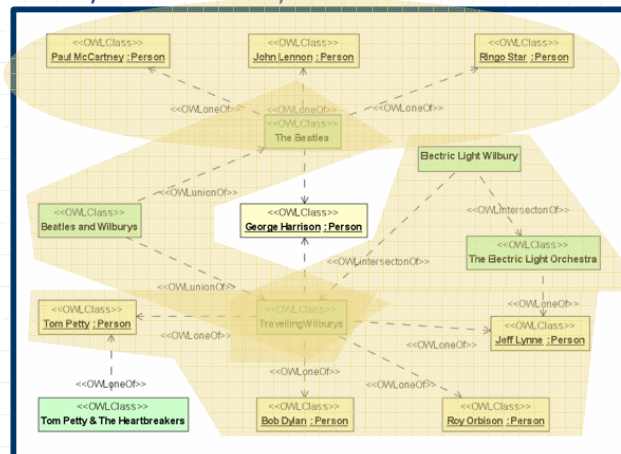 <<OWLClass>>
Paul McCartney : Person
<<OWLClass>>
John Lennon : Person
<<OWLClass>>
Ringo Star : Person
<<OWLoneOf>>
<<OWLoneOf>>
<<OWLoneOf>>
<<OWLClass>>
The Beatles
Electric Light Wilbury
<<OWLunionOf>>
<<OWLClass>>
Beatles and Wilburys
<<OWLClass>>
George Harrison : Person
<<OWLintersectonOf>>
<<OWLClass>>
The Electric Light Orchestra
<<OWLintersectonOf>>
<<OWLunionOf>>
<<OWLClass>>
Tom Petty : Person
<<OWLClass>>
TravellingWilburys
<<OWLoneOf>>
<<OWLClass>>
Jeff Lynne : Person
<<OWLoneOf>>
<<OWLoneOf>>
<<OWLoneOf>>
<<OWLoneOf>>
<<OWLoneOf>>
<<OWLClass>>
Tom Petty & The Heartbreakers
<<OWLClass>>
Bob Dylan : Person
<<OWLClass>>
Roy Orbison : Person